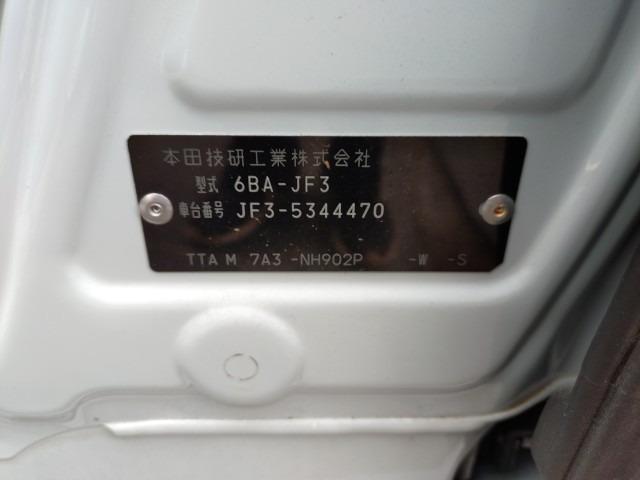 本田技研工業株式会社
型式 6BA-JF3
車台番号 JF3-5344470
TTA M 7A3 -NH902P -W -S